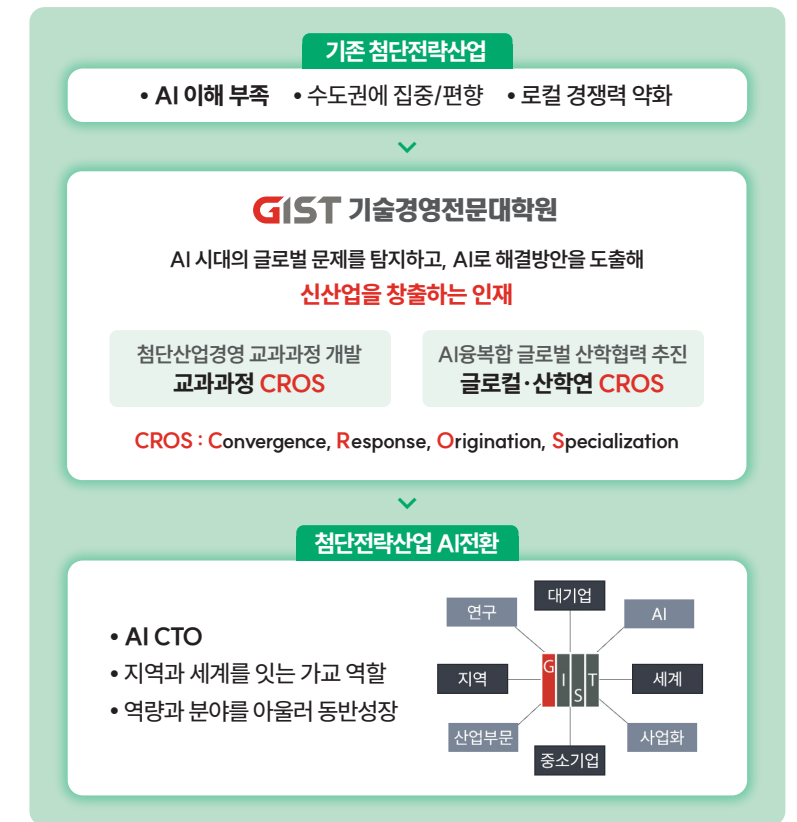 기존 첨단전략산업
• AI 이해 부족 • 수도권에 집중/편향 • 로컬 경쟁력 약화
GIST 기술경영전문대학원
AI 시대의 글로벌 문제를 탐지하고, AI로 해결방안을 도출해
신산업을 창출하는 인재
첨단산업경영 교과과정 개발
교과과정 CROS
AI융복합 글로벌 산학협력 추진
글로컬·산학연 CROS
CROS : Convergence, Response, Origination, Specialization
첨단전략산업 AI전환
• AI CTO
• 지역과 세계를 잇는 가교 역할
• 역량과 분야를 아울러 동반성장
대기업
연구
AI
지역
GIST
세계
산업부문
사업화
중소기업